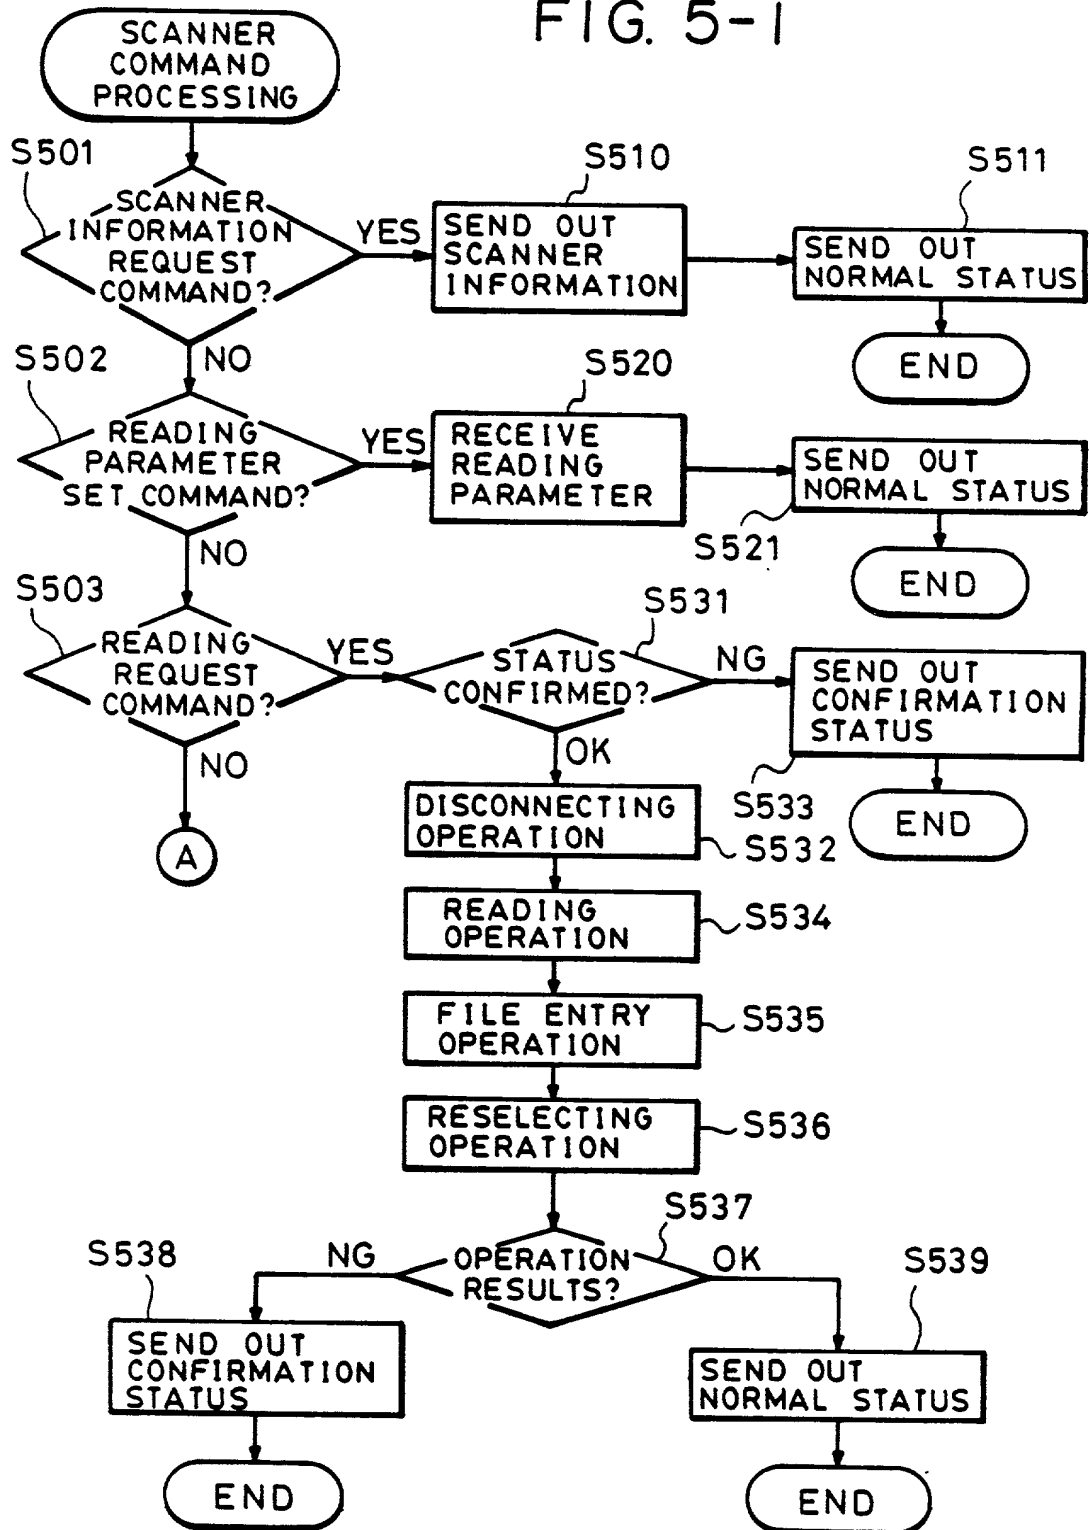 FIG. 5-1
SCANNER
COMMAND
PROCESSING
S501
SCANNER
INFORMATION
REQUEST
COMMAND?
YES
S510
SEND OUT
SCANNER
INFORMATION
S511
SEND OUT
NORMAL STATUS
END
NO
S502
READING
PARAMETER
SET COMMAND?
YES
S520
RECEIVE
READING
PARAMETER
SEND OUT
NORMAL STATUS
S521
END
NO
S503
READING
REQUEST
COMMAND?
YES
S531
STATUS
CONFIRMED?
NG
SEND OUT
CONFIRMATION
STATUS
S533
END
NO
A
OK
DISCONNECTING
OPERATION
S532
READING
OPERATION
S534
FILE ENTRY
OPERATION
S535
RESELECTING
OPERATION
S536
S537
OPERATION
RESULTS?
NG
S538
SEND OUT
CONFIRMATION
STATUS
END
OK
S539
SEND OUT
NORMAL STATUS
END